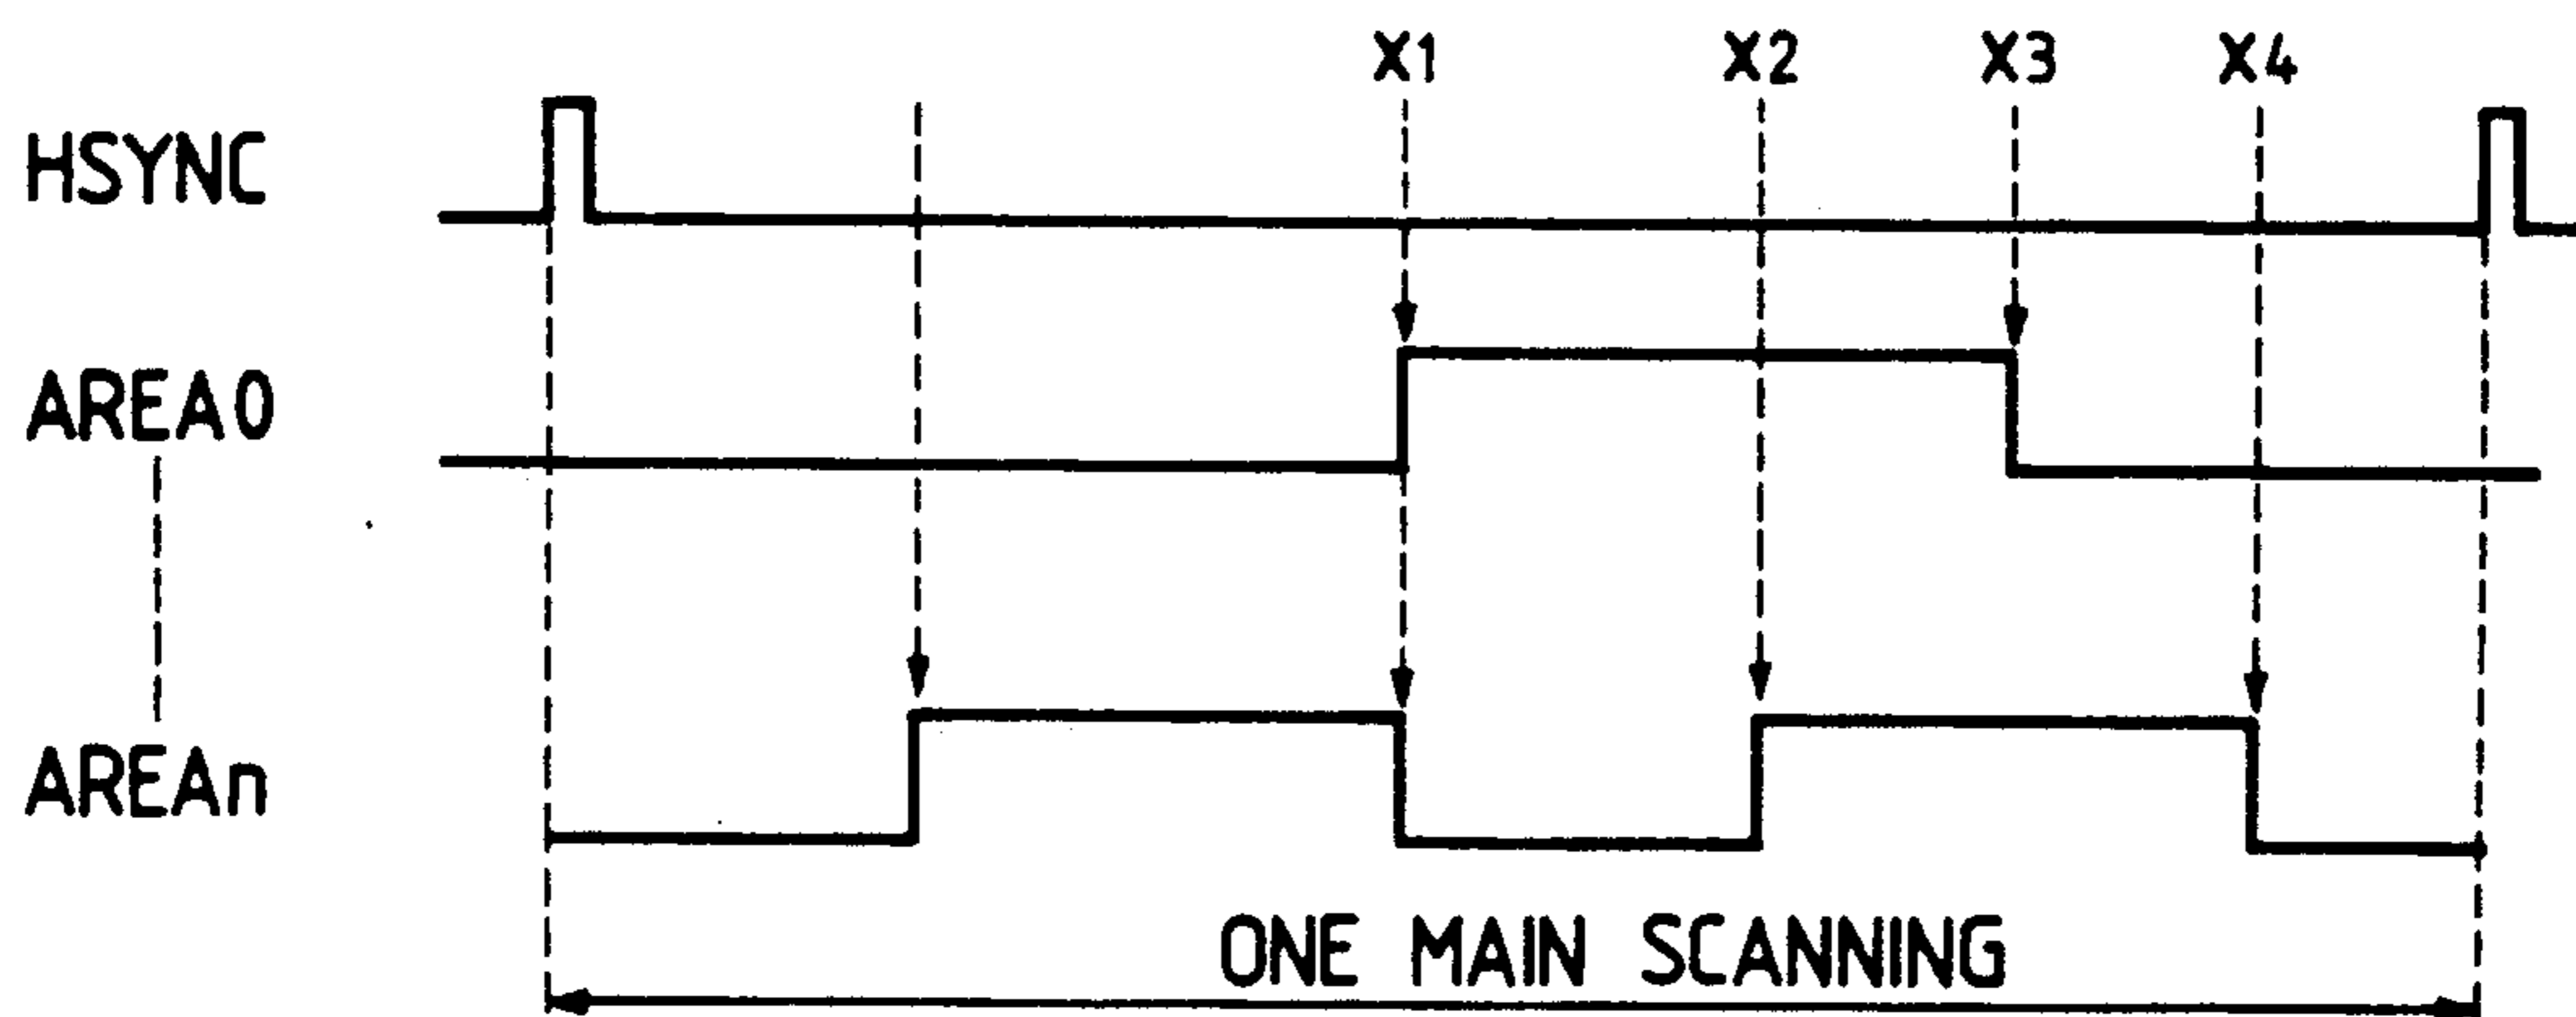 X1 X2 X3 X4
HSYNC
AREA0
AREAn
ONE MAIN SCANNING